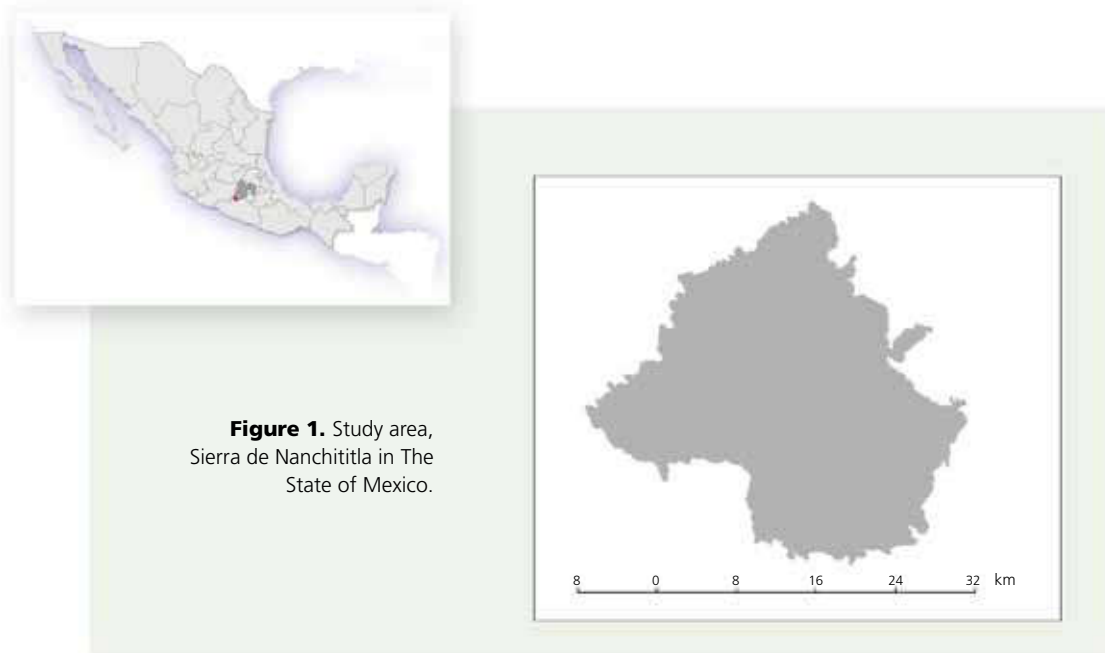 Figure 1. Study area,
Sierra de Nanchititla in The
State of Mexico.
8 0 8 16 24 32 km